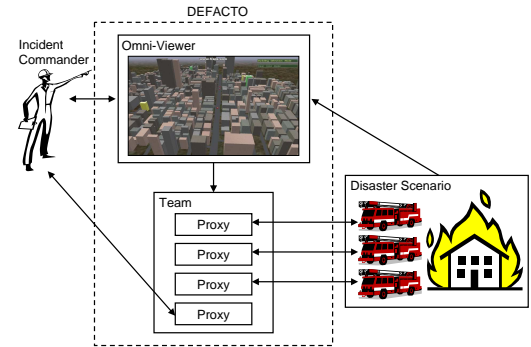 DEFACTO
Incident
Commander
Omni-Viewer
Team
Proxy
Proxy
Proxy
Proxy
Disaster Scenario